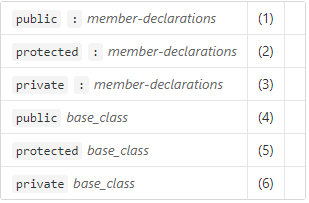 public : member-declarations (1)
protected : member-declarations (2)
private : member-declarations (3)
public base_class (4)
protected base_class (5)
private base_class (6)